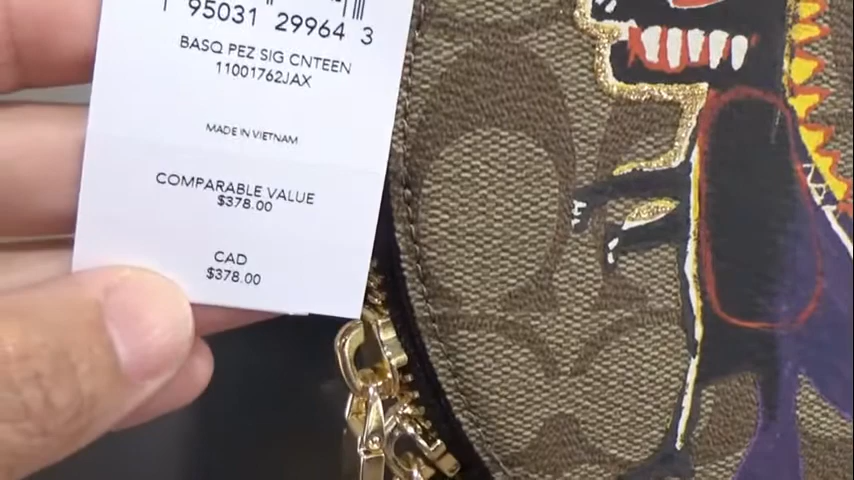 1 95031 29964 3
BASQ PEZ SIG CNTEEN
11001762JAX
MADE IN VIETNAM
COMPARABLE VALUE
$378.00
CAD
$378.00